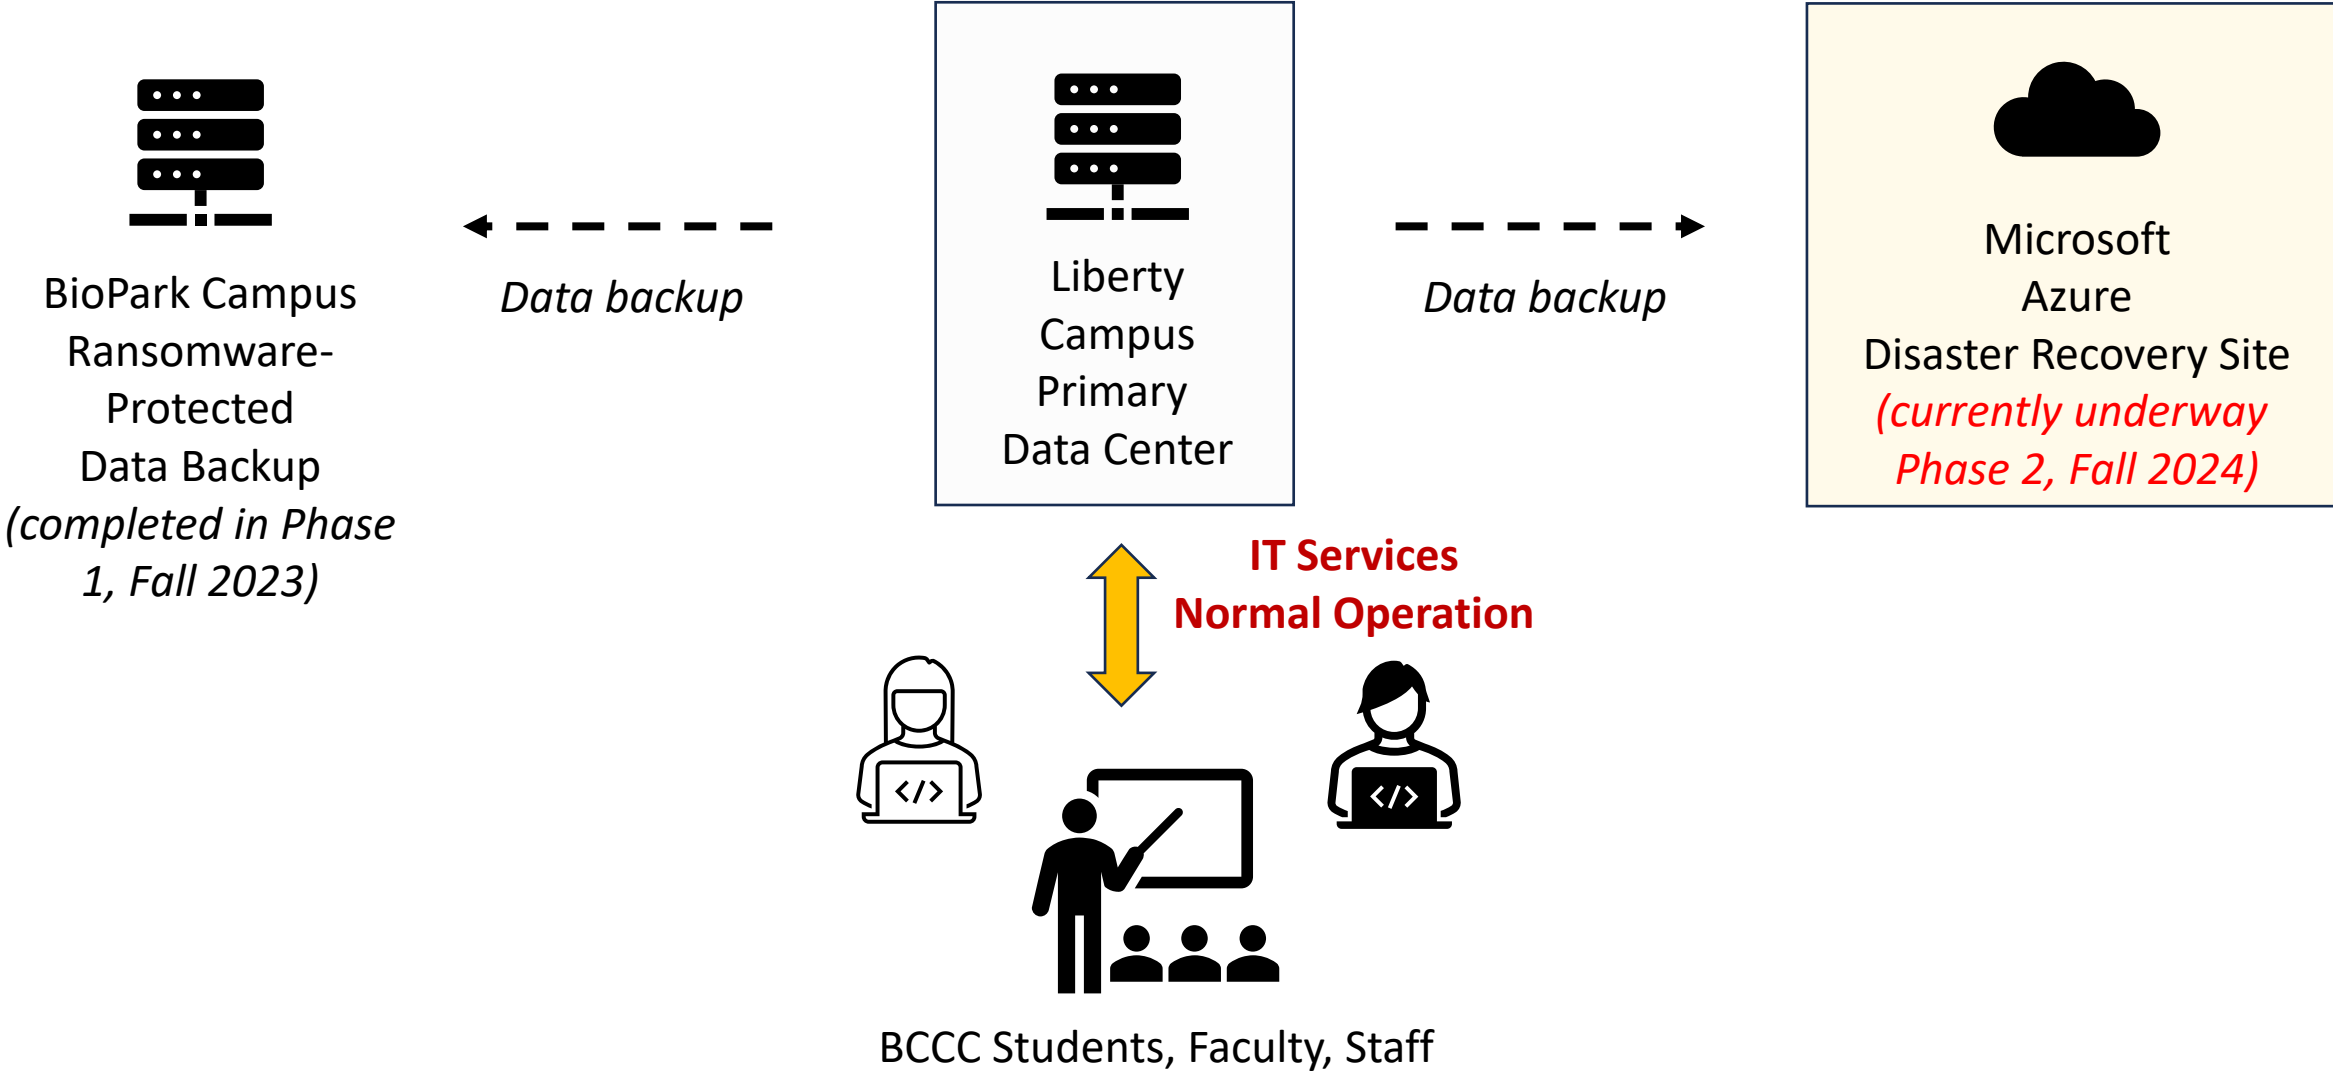 BioPark Campus
Ransomware-
Protected
Data Backup
(completed in Phase
1, Fall 2023)
Data backup
Liberty
Campus
Primary
Data Center
Data backup
Microsoft
Azure
Disaster Recovery Site
(currently underway
Phase 2, Fall 2024)
IT Services
Normal Operation
</>
</>
BCCC Students, Faculty, Staff